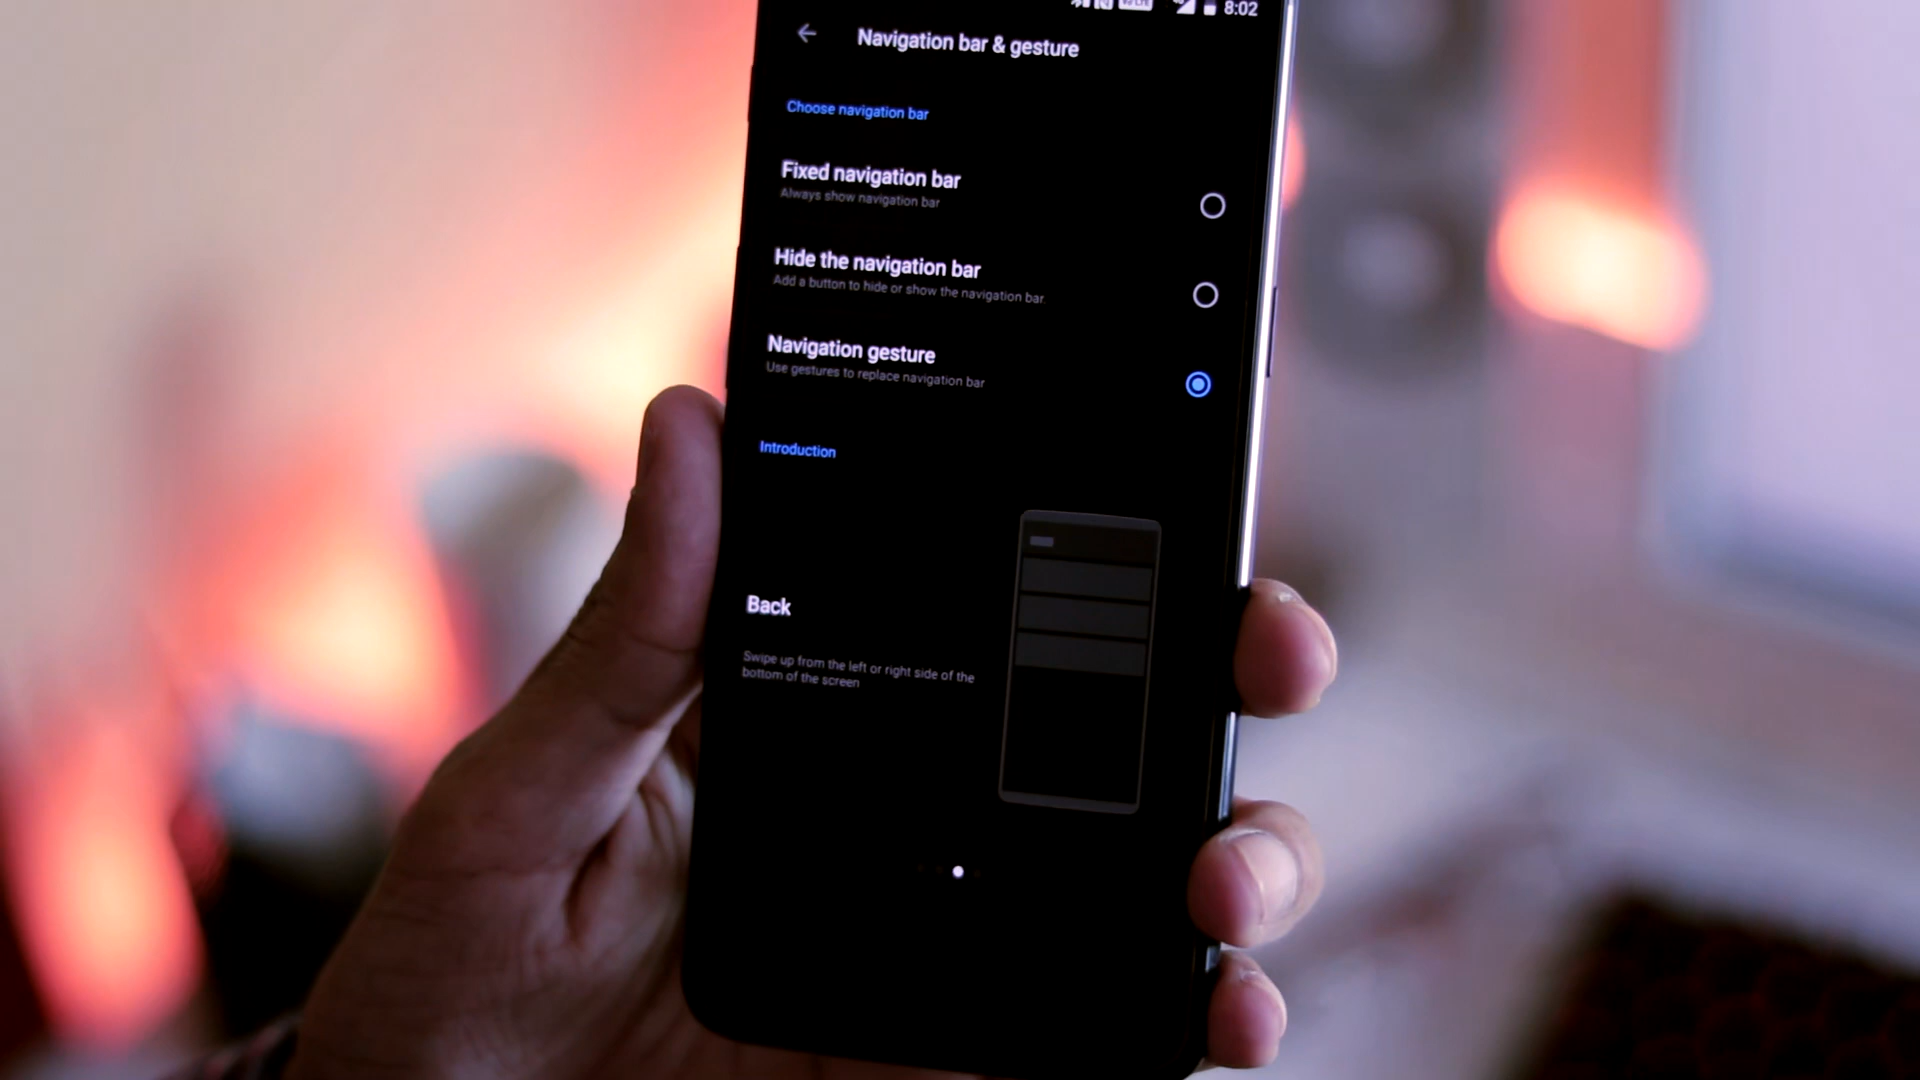 8:02
Navigation bar & gesture
Choose navigation bar
Fixed navigation bar
Always show navigation bar
Hide the navigation bar
Add a button to hide or show the navigation bar.
Navigation gesture
Use gestures to replace navigation bar
Introduction
Back
Swipe up from the left or right side of the
bottom of the screen